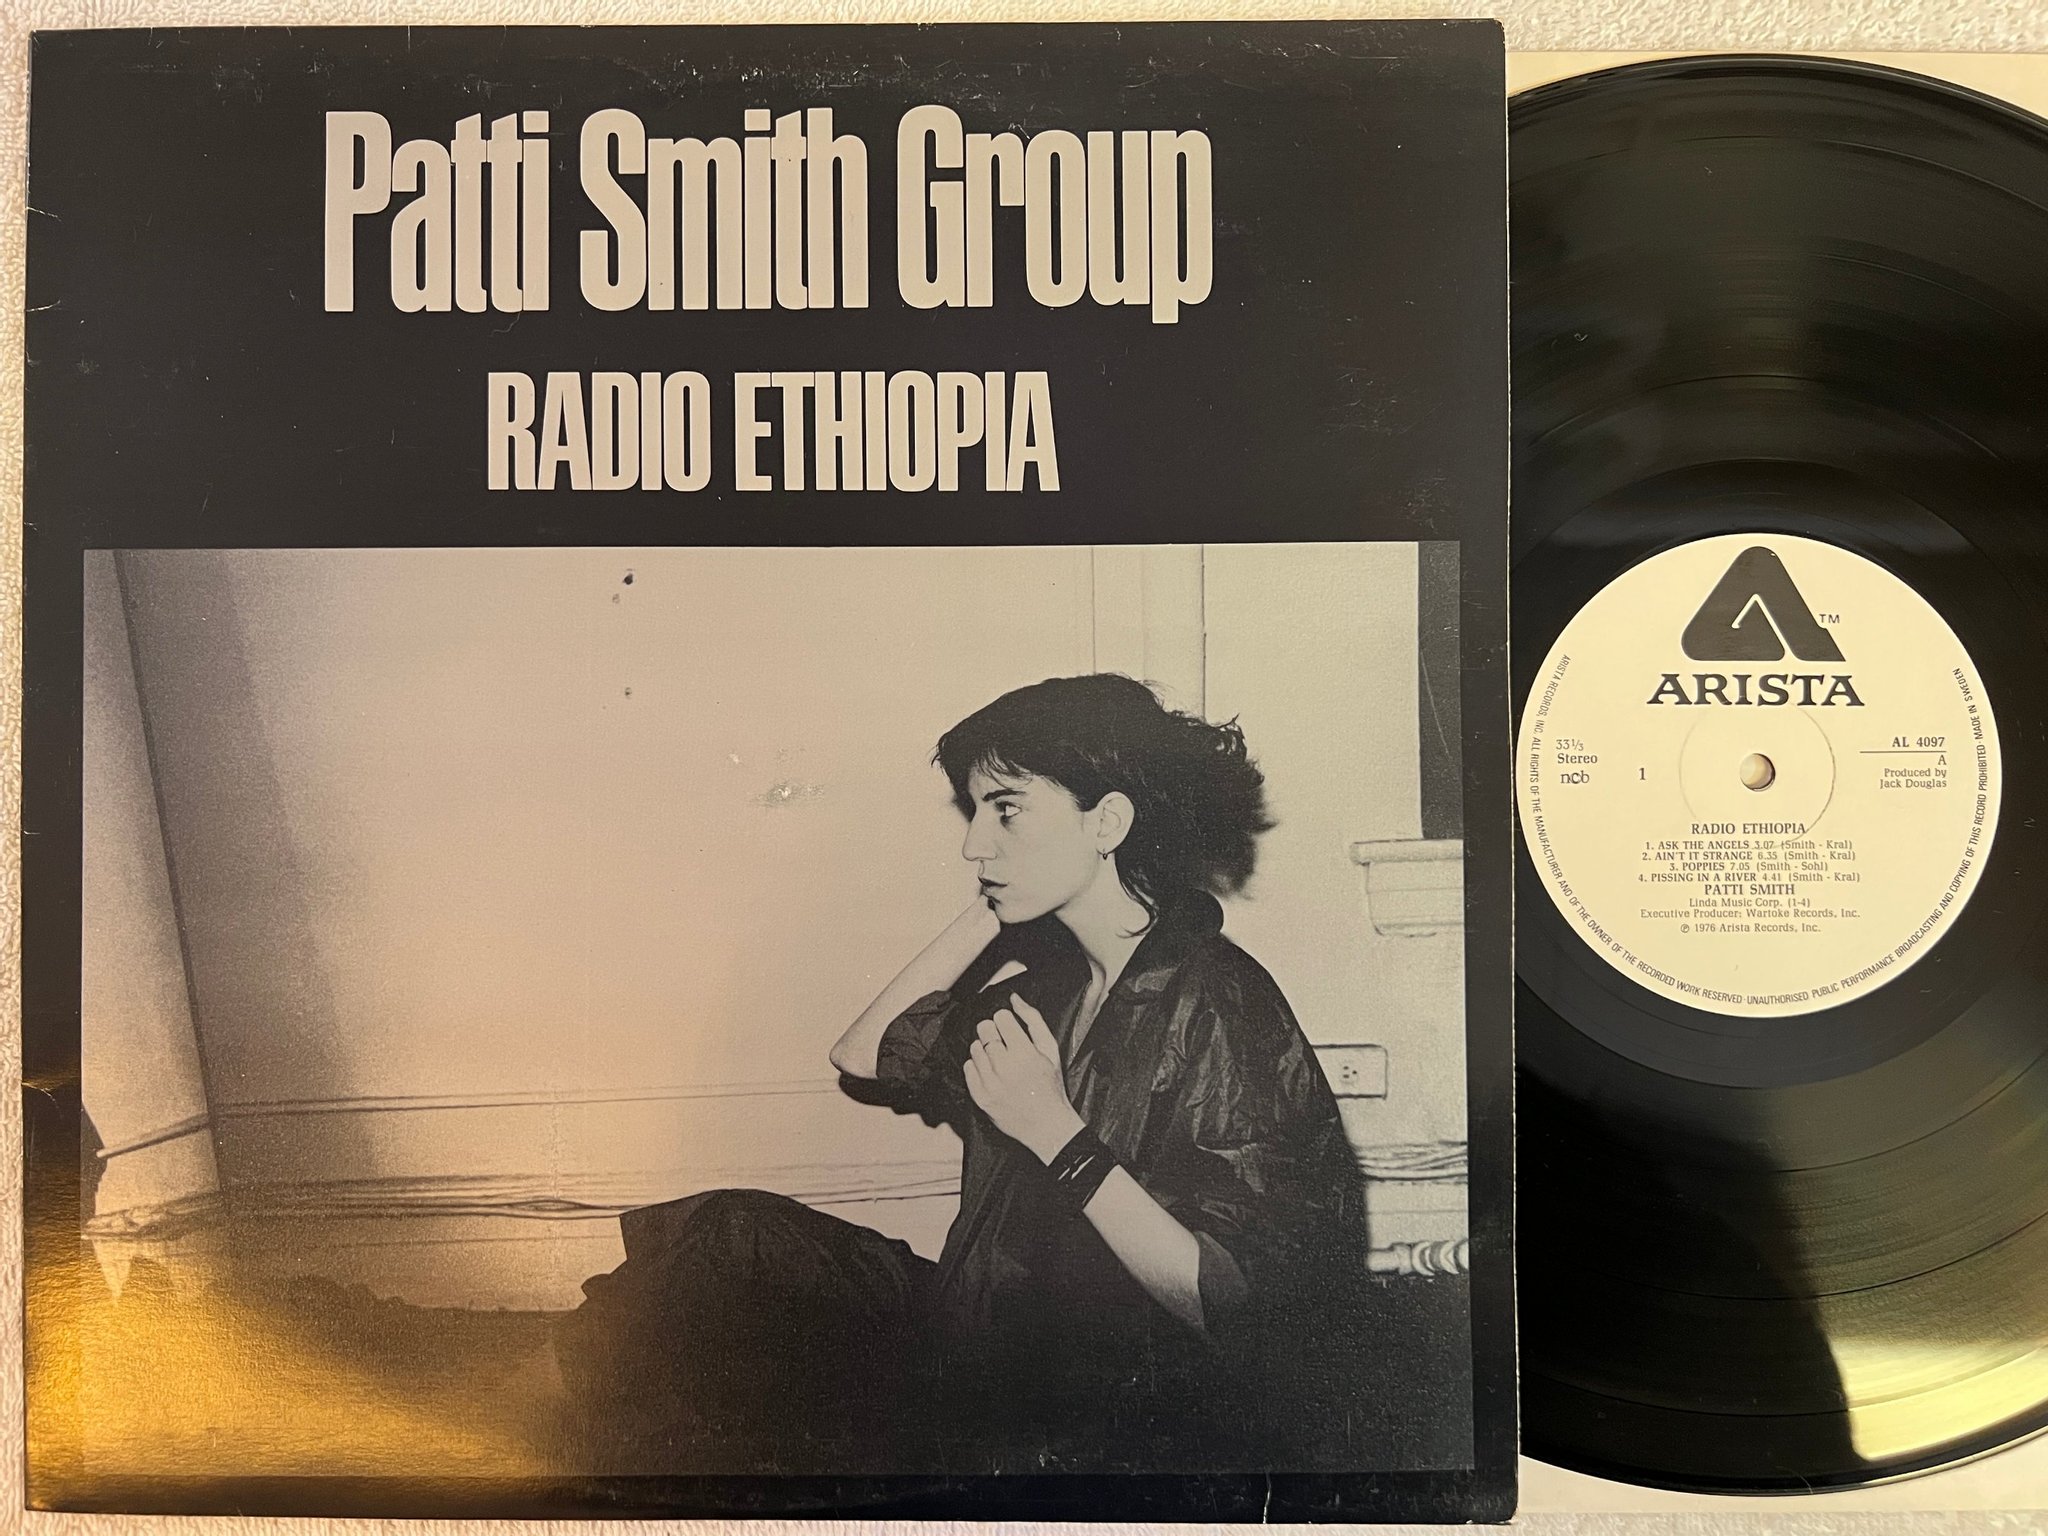 Patti Smith Group
RADIO ETHIOPIA
TM
ARISTA
33⅓
Stereo
ncb
1
AL 4097
A
Produced by
Jack Douglas
RADIO ETHIOPIA
1. ASK THE ANGELS 3.07 (Smith - Kral)
2. AIN'T IT STRANGE 6.35 (Smith - Kral)
3. POPPIES 7.05 (Smith - Sohl)
4. PISSING IN A RIVER 4.41 (Smith - Kral)
PATTI SMITH
Linda Music Corp. (1-4)
Executive Producer: Wartoke Records, Inc.
℗ 1976 Arista Records, Inc.
ARISTA RECORDS, INC. ALL RIGHTS OF THE MANUFACTURER AND OF THE OWNER OF THE RECORDED WORK RESERVED · UNAUTHORISED PUBLIC PERFORMANCE BROADCASTING AND COPYING OF THIS RECORD PROHIBITED · MADE IN SWEDEN